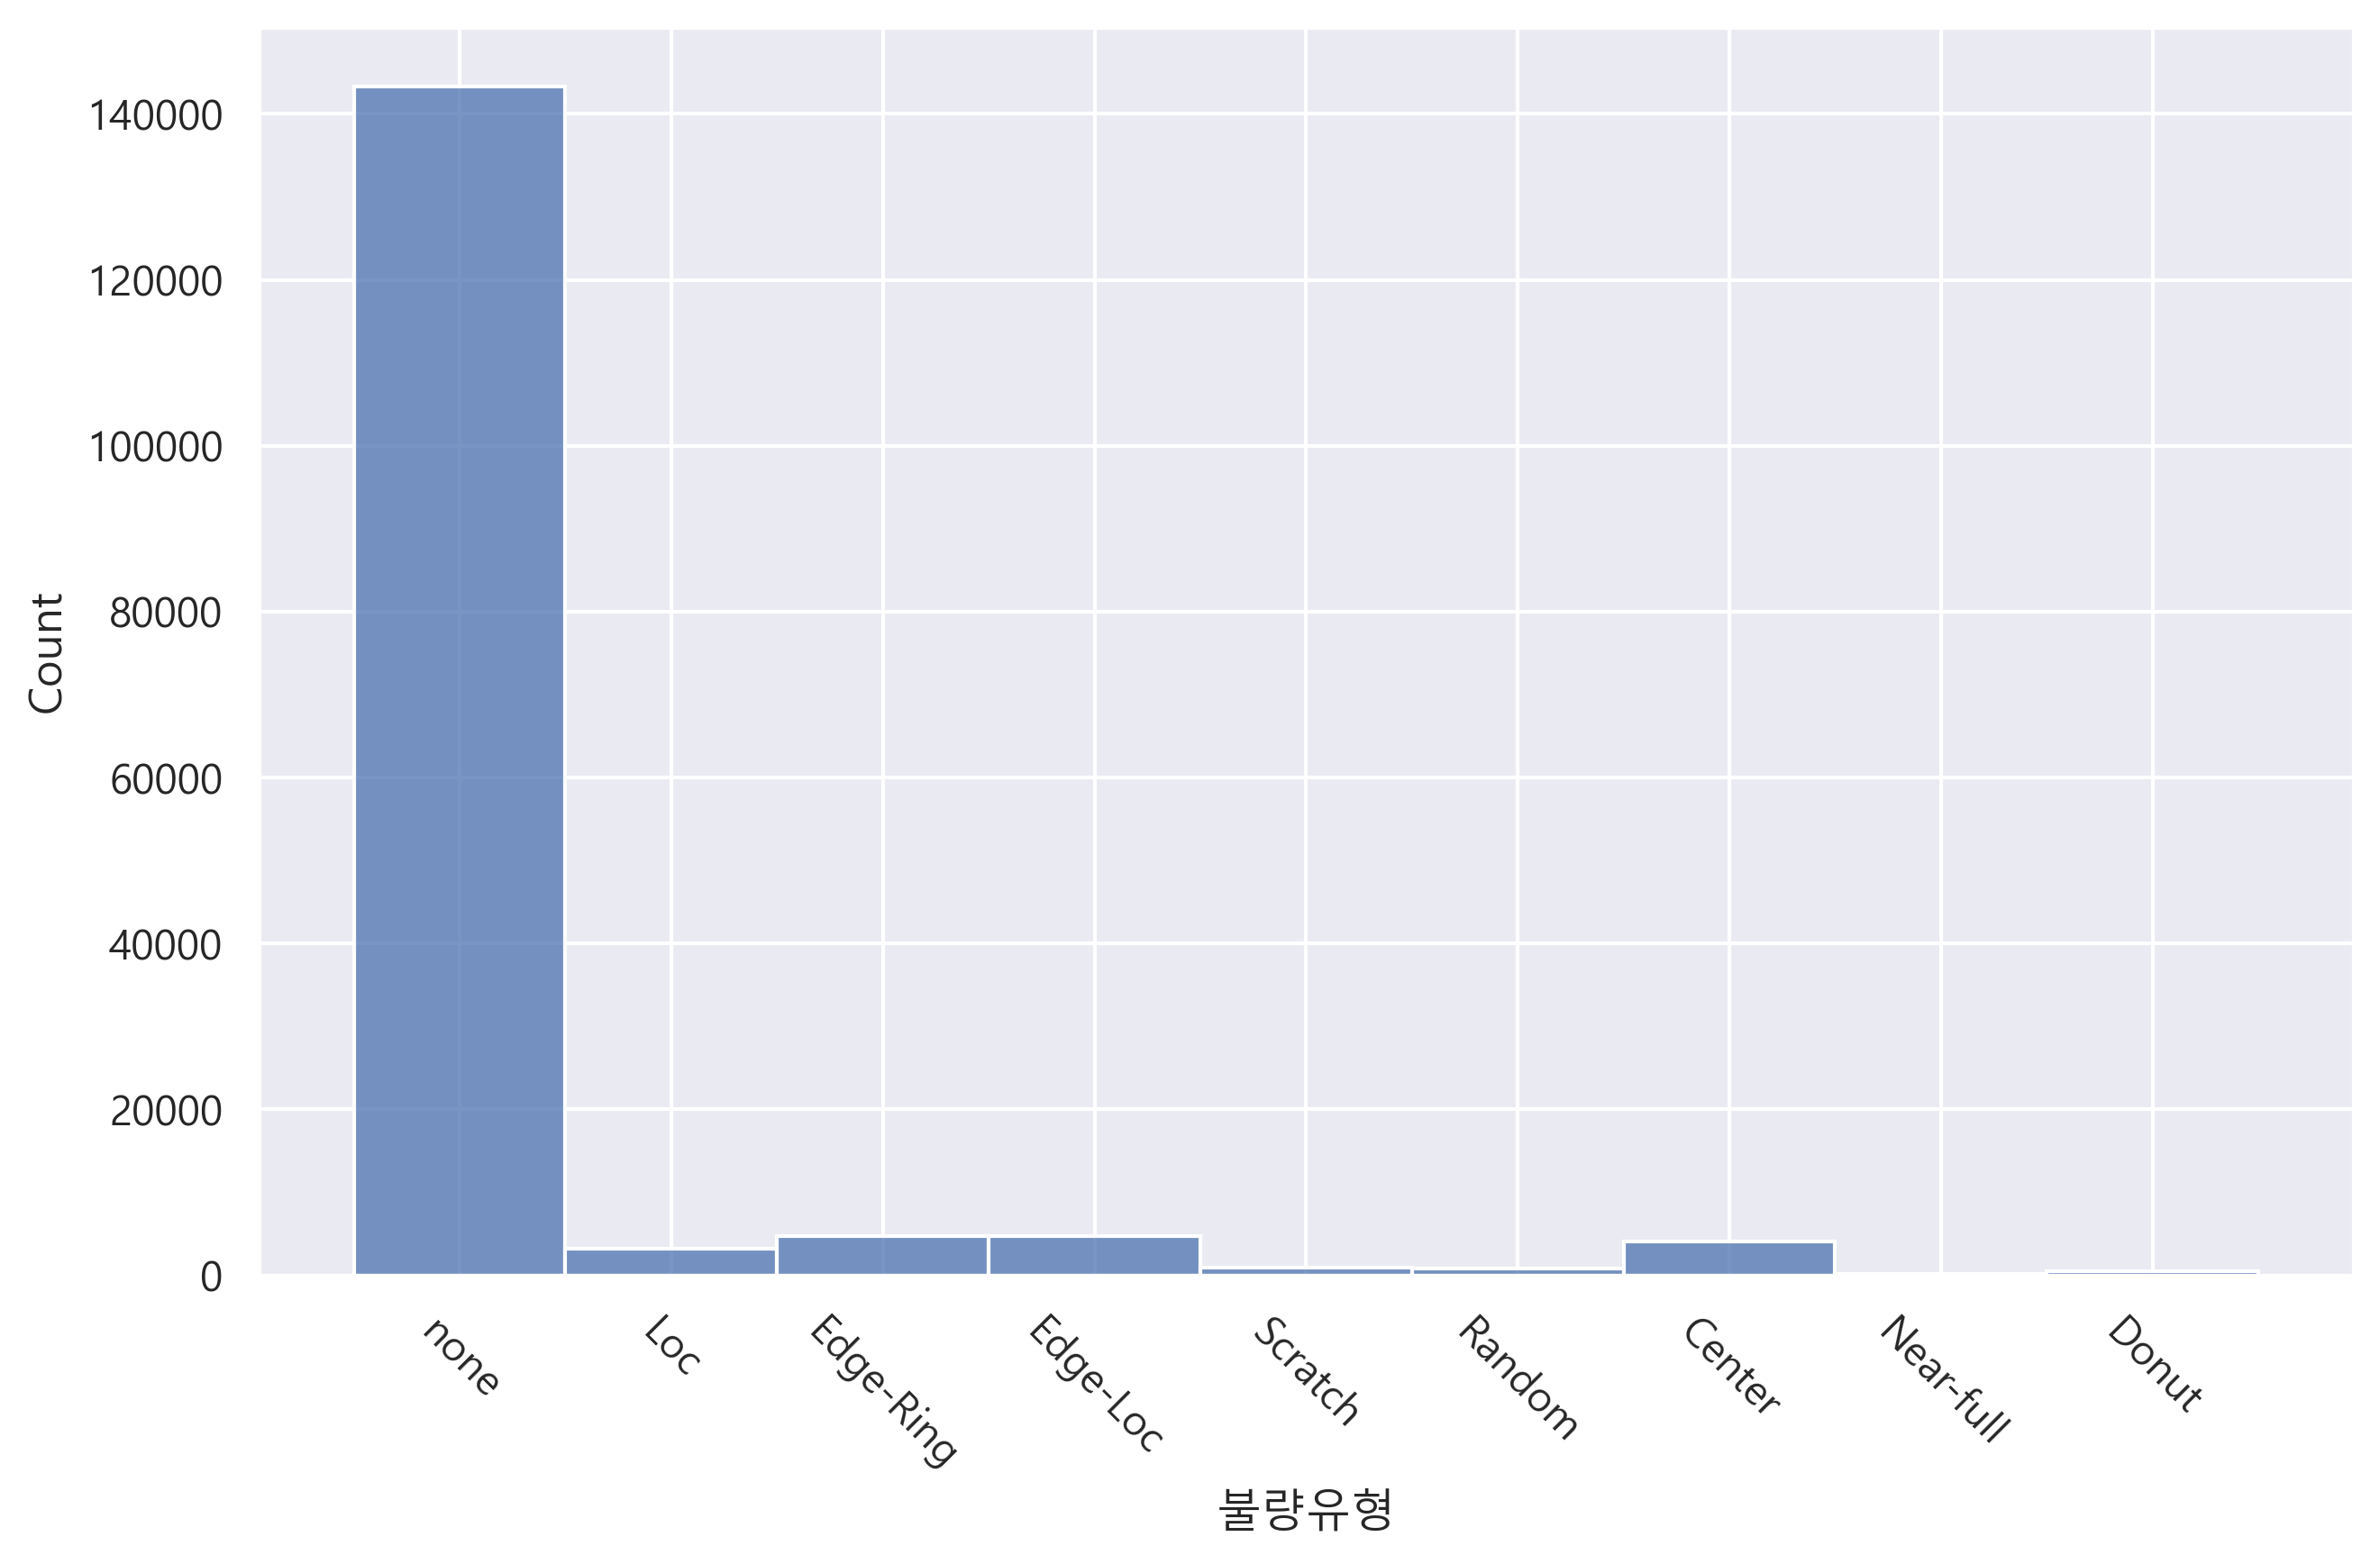 140000
120000
100000
80000
60000
40000
20000
0
Count
none
Loc
Edge-Ring
Edge-Loc
Scratch
Random
Center
Near-full
Donut
불량유형